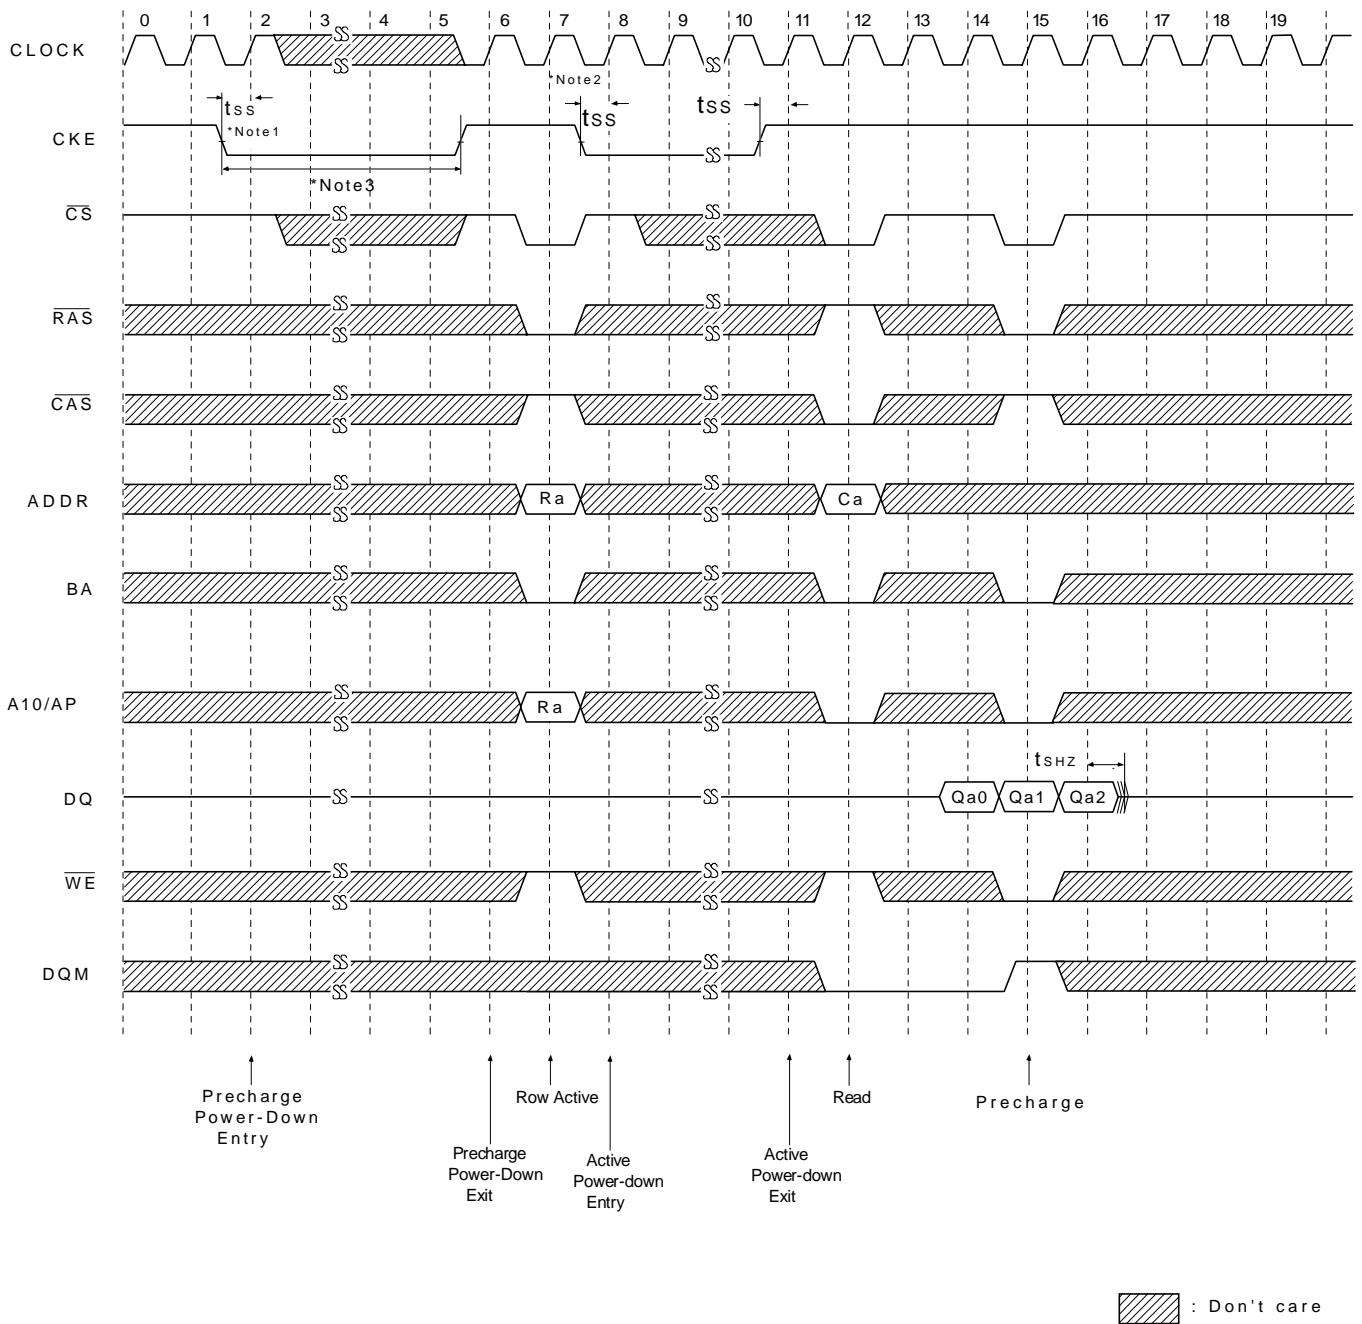 0 1 2 3 4 5 6 7 8 9 10 11 12 13 14 15 16 17 18 19
CLOCK
*Note2
tSS
tSS
tSS
*Note1
CKE
*Note3
CS
RAS
CAS
ADDR
Ra
Ca
BA
A10/AP
Ra
tSHZ
DQ
Qa0 Qa1 Qa2
WE
DQM
Precharge
Power-Down
Entry
Row Active
Read
Precharge
Precharge
Power-Down
Exit
Active
Power-down
Entry
Active
Power-down
Exit
: Don't care